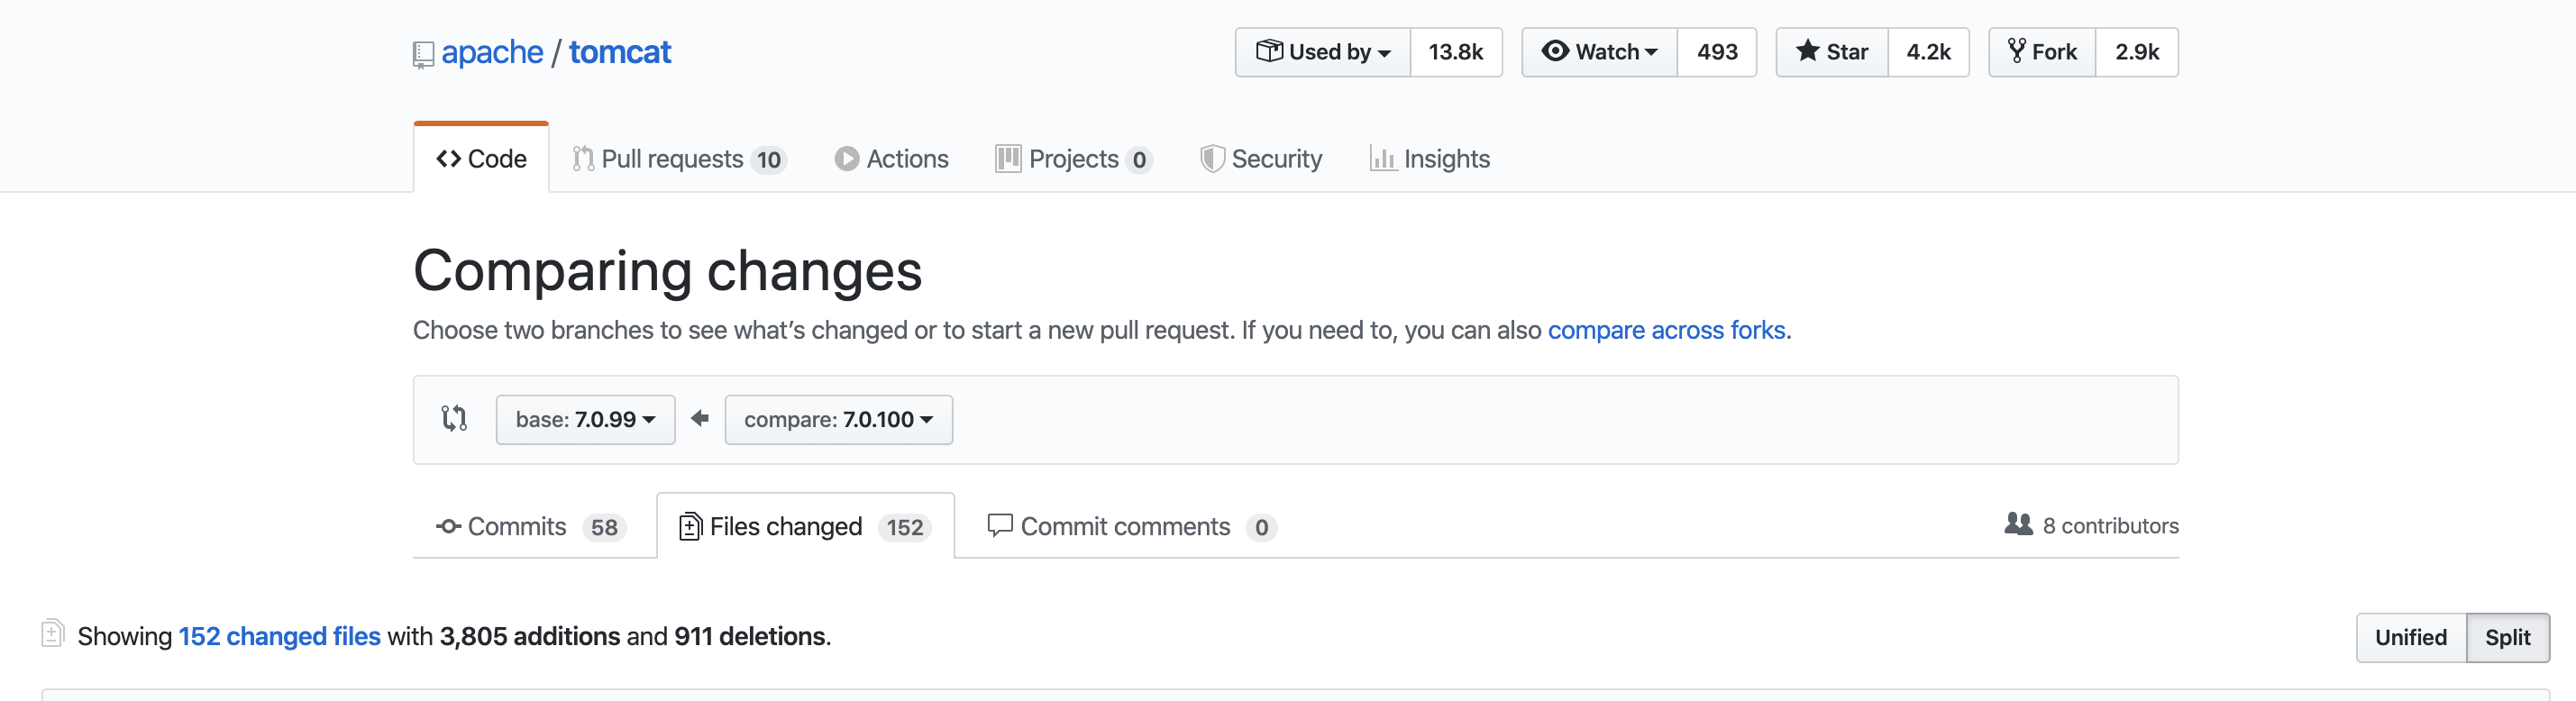 apache / tomcat
Used by 13.8k Watch 493 Star 4.2k Fork 2.9k
Code Pull requests 10 Actions Projects 0 Security Insights
Comparing changes
Choose two branches to see what’s changed or to start a new pull request. If you need to, you can also compare across forks.
base: 7.0.99 compare: 7.0.100
Commits 58 Files changed 152 Commit comments 0 8 contributors
Showing 152 changed files with 3,805 additions and 911 deletions. Unified Split